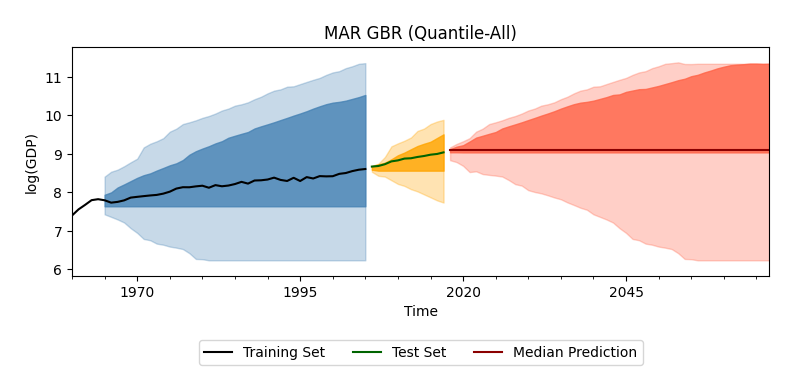 MAR GBR (Quantile-All)
log(GDP)
11
10
9
8
7
6
1970
1995
2020
2045
Time
Training Set
Test Set
Median Prediction